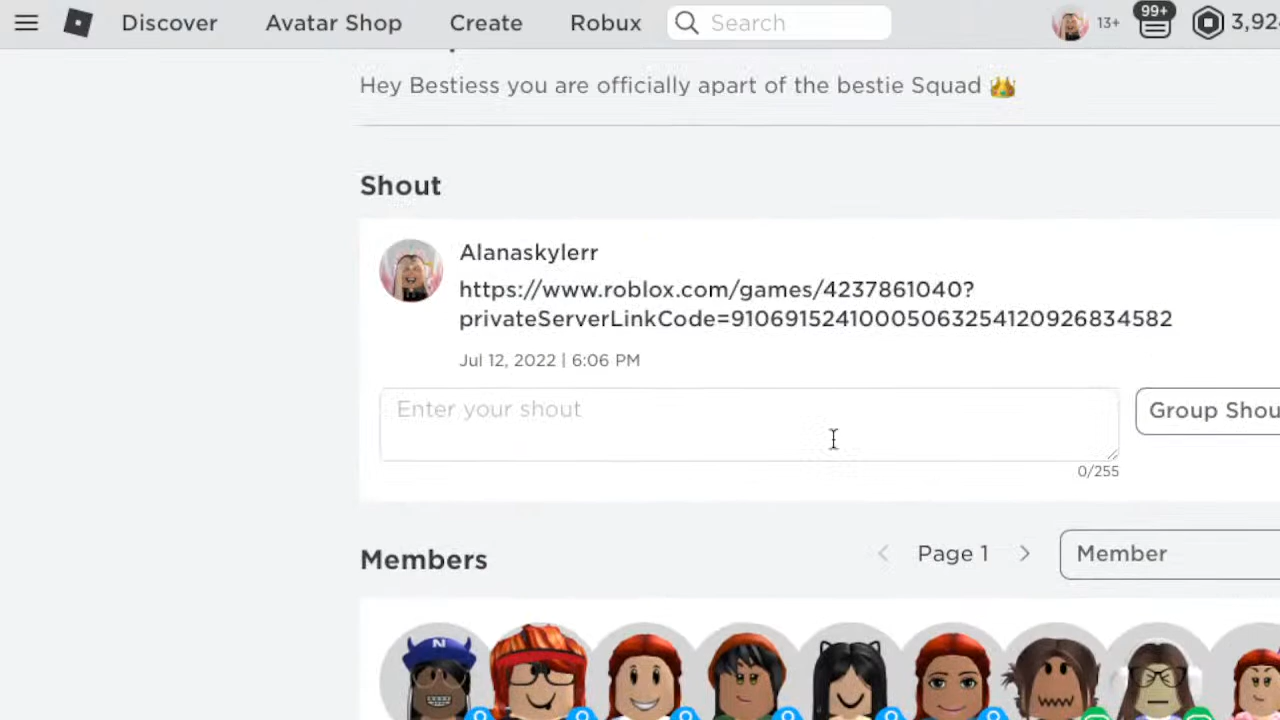 Discover Avatar Shop Create Robux Search 13+ 99+
Hey Bestiess you are officially apart of the bestie Squad 👑
Shout
Alanaskylerr
https://www.roblox.com/games/4237861040?
privateServerLinkCode=91069152410005063254120926834582
Jul 12, 2022 | 6:06 PM
Enter your shout
Group Shou
0/255
Members
Page 1
Member
N